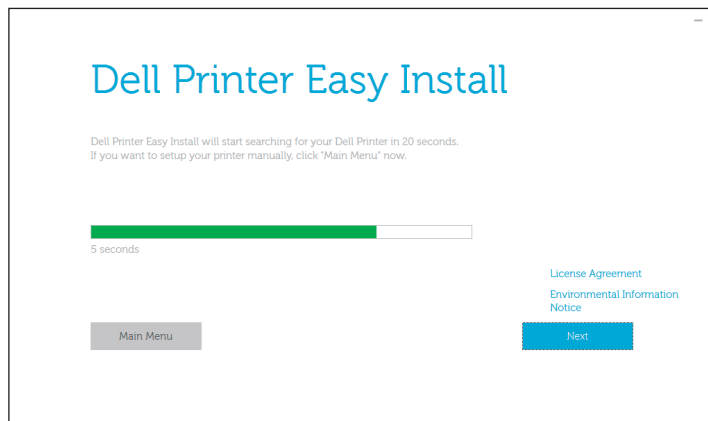 Dell Printer Easy Install
Dell Printer Easy Install will start searching for your Dell Printer in 20 seconds.
If you want to setup your printer manually, click "Main Menu" now.
5 seconds
License Agreement
Environmental Information
Notice
Main Menu
Next